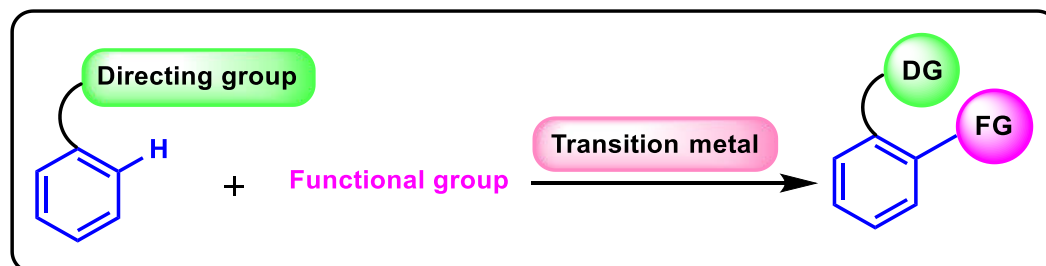 Directing group
H
+
Functional group
Transition metal
DG
FG